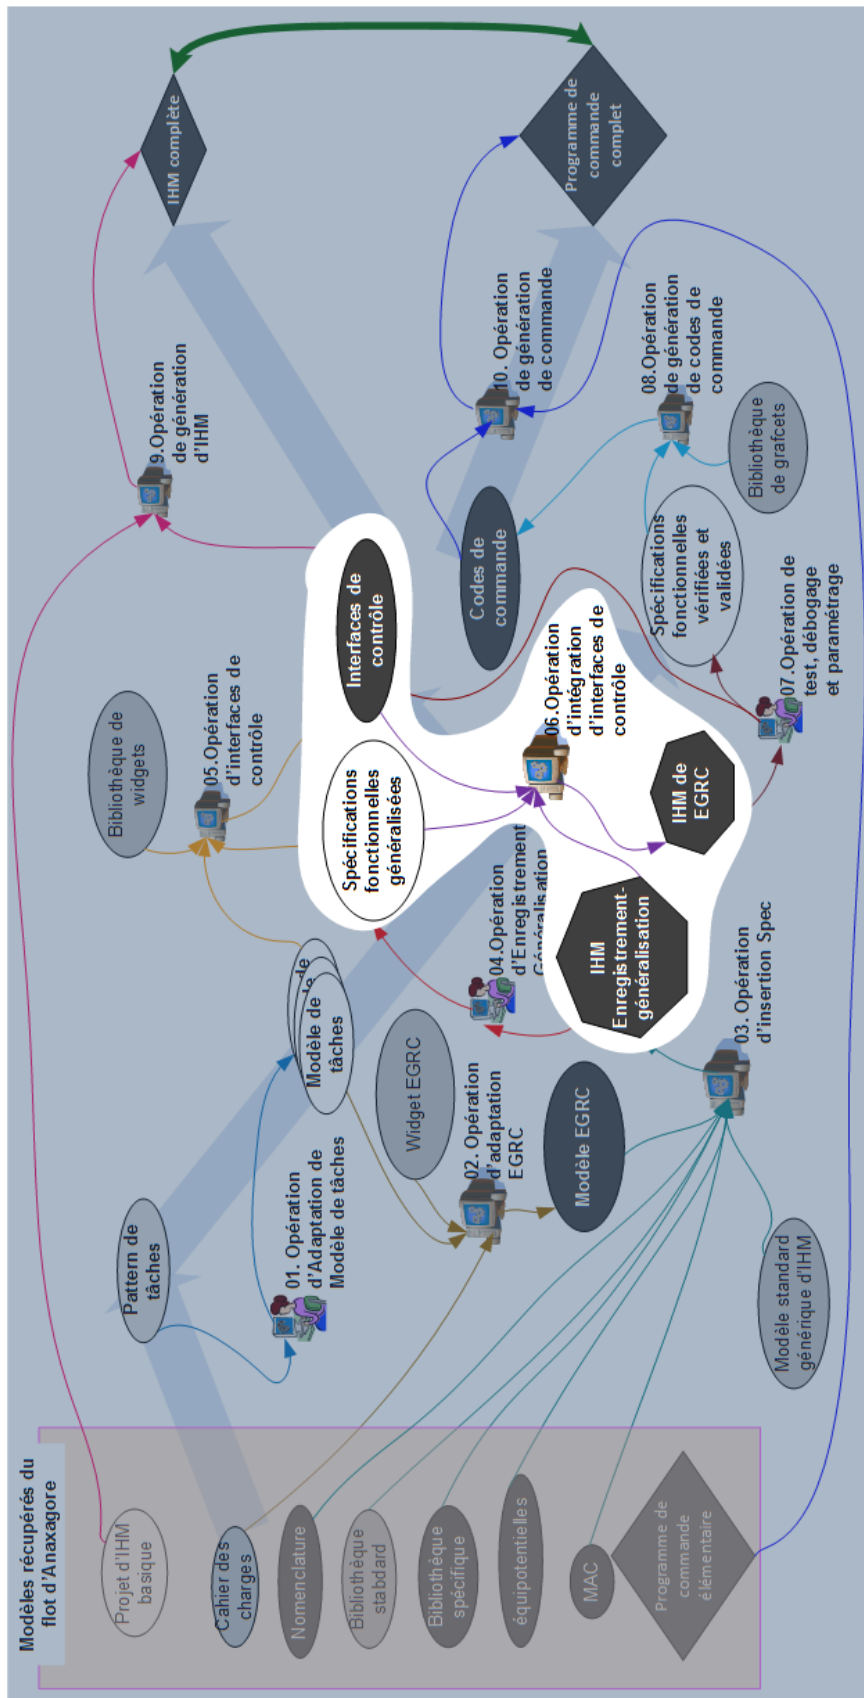 Modèles récupérés du
flot d'Anaxagore
Projet d'IHM
basique
Cahier des
charges
Nomenclature
Bibliothèque
stabdard
Bibliothèque
spécifique
équipotentielles
MAC
Programme de
commande
élémentaire
Pattern de
tâches
01. Opération
d'Adaptation de
Modèle de tâches
Modèle de
tâches
de
Widget EGRC
02. Opération
d'adaptation
EGRC
Modèle EGRC
Modèle standard
générique d'IHM
03. Opération
d'insertion Spec
04.Opération
d'Enregistrement
Généralisation
IHM
Enregistrement-
généralisation
Bibliothèque de
widgets
05.Opération
d'interfaces de
contrôle
Spécifications
fonctionnelles
généralisées
Interfaces de
contrôle
06.Opération
d'intégration
d'interfaces de
contrôle
IHM de
EGRC
07.Opération de
test, débogage
et paramétrage
Spécifications
fonctionnelles
vérifiées et
validées
Bibliothèque
de grafcets
08.Opération
de génération
de codes de
commande
Codes de
commande
9.Opération
de génération
d'IHM
10. Opération
de génération
de commande
IHM complète
Programme de
commande
complet